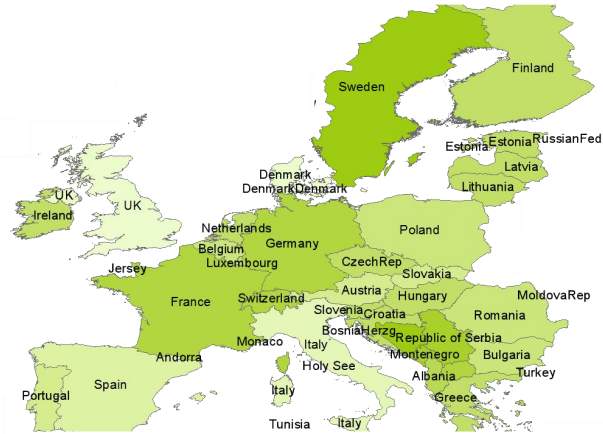 Sweden
Finland
Estonia
Estonia
RussianFed
Latvia
Lithuania
Denmark
DenmarkDenmark
UK
UK
Ireland
Netherlands
Poland
Germany
Belgium
Luxembourg
CzechRep
Slovakia
Jersey
Austria
Hungary
France
Switzerland
MoldovaRep
Slovenia
Croatia
Romania
BosniaHerzg
Republic of Serbia
Monaco
Italy
Andorra
Montenegro
Bulgaria
Holy See
Albania
Turkey
Spain
Portugal
Italy
Greece
Tunisia
Italy